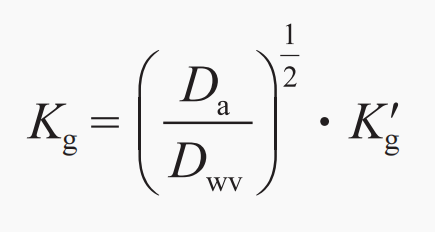 K_g = (D_a / D_wv)^{1/2} · K′_g